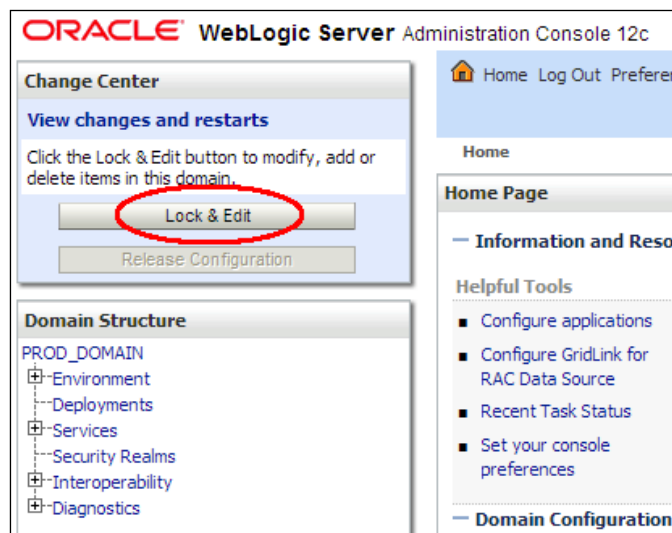 ORACLE WebLogic Server Administration Console 12c
Change Center
View changes and restarts
Click the Lock & Edit button to modify, add or
delete items in this domain.
Lock & Edit
Release Configuration
Domain Structure
PROD_DOMAIN
Environment
Deployments
Services
Security Realms
Interoperability
Diagnostics
Home Log Out Prefere
Home
Home Page
Information and Reso
Helpful Tools
Configure applications
Configure GridLink for
RAC Data Source
Recent Task Status
Set your console
preferences
Domain Configuration